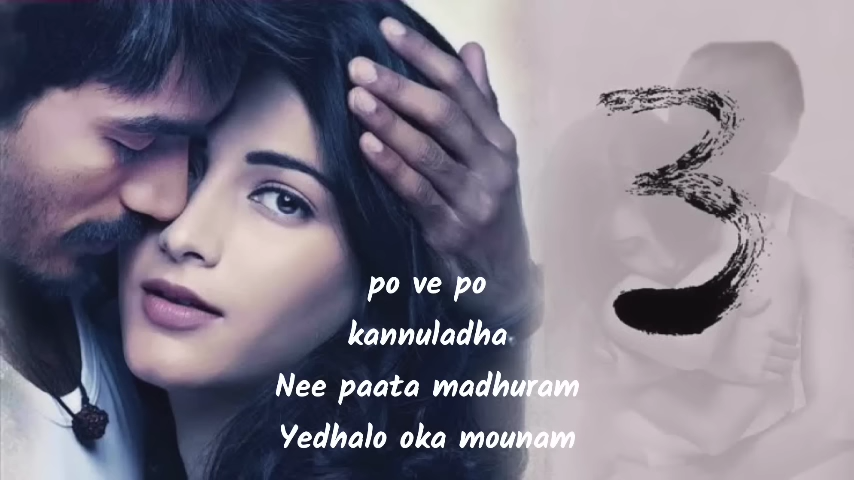 3
po ve po
kannuladha
Nee paata madhuram
Yedhalo oka mounam